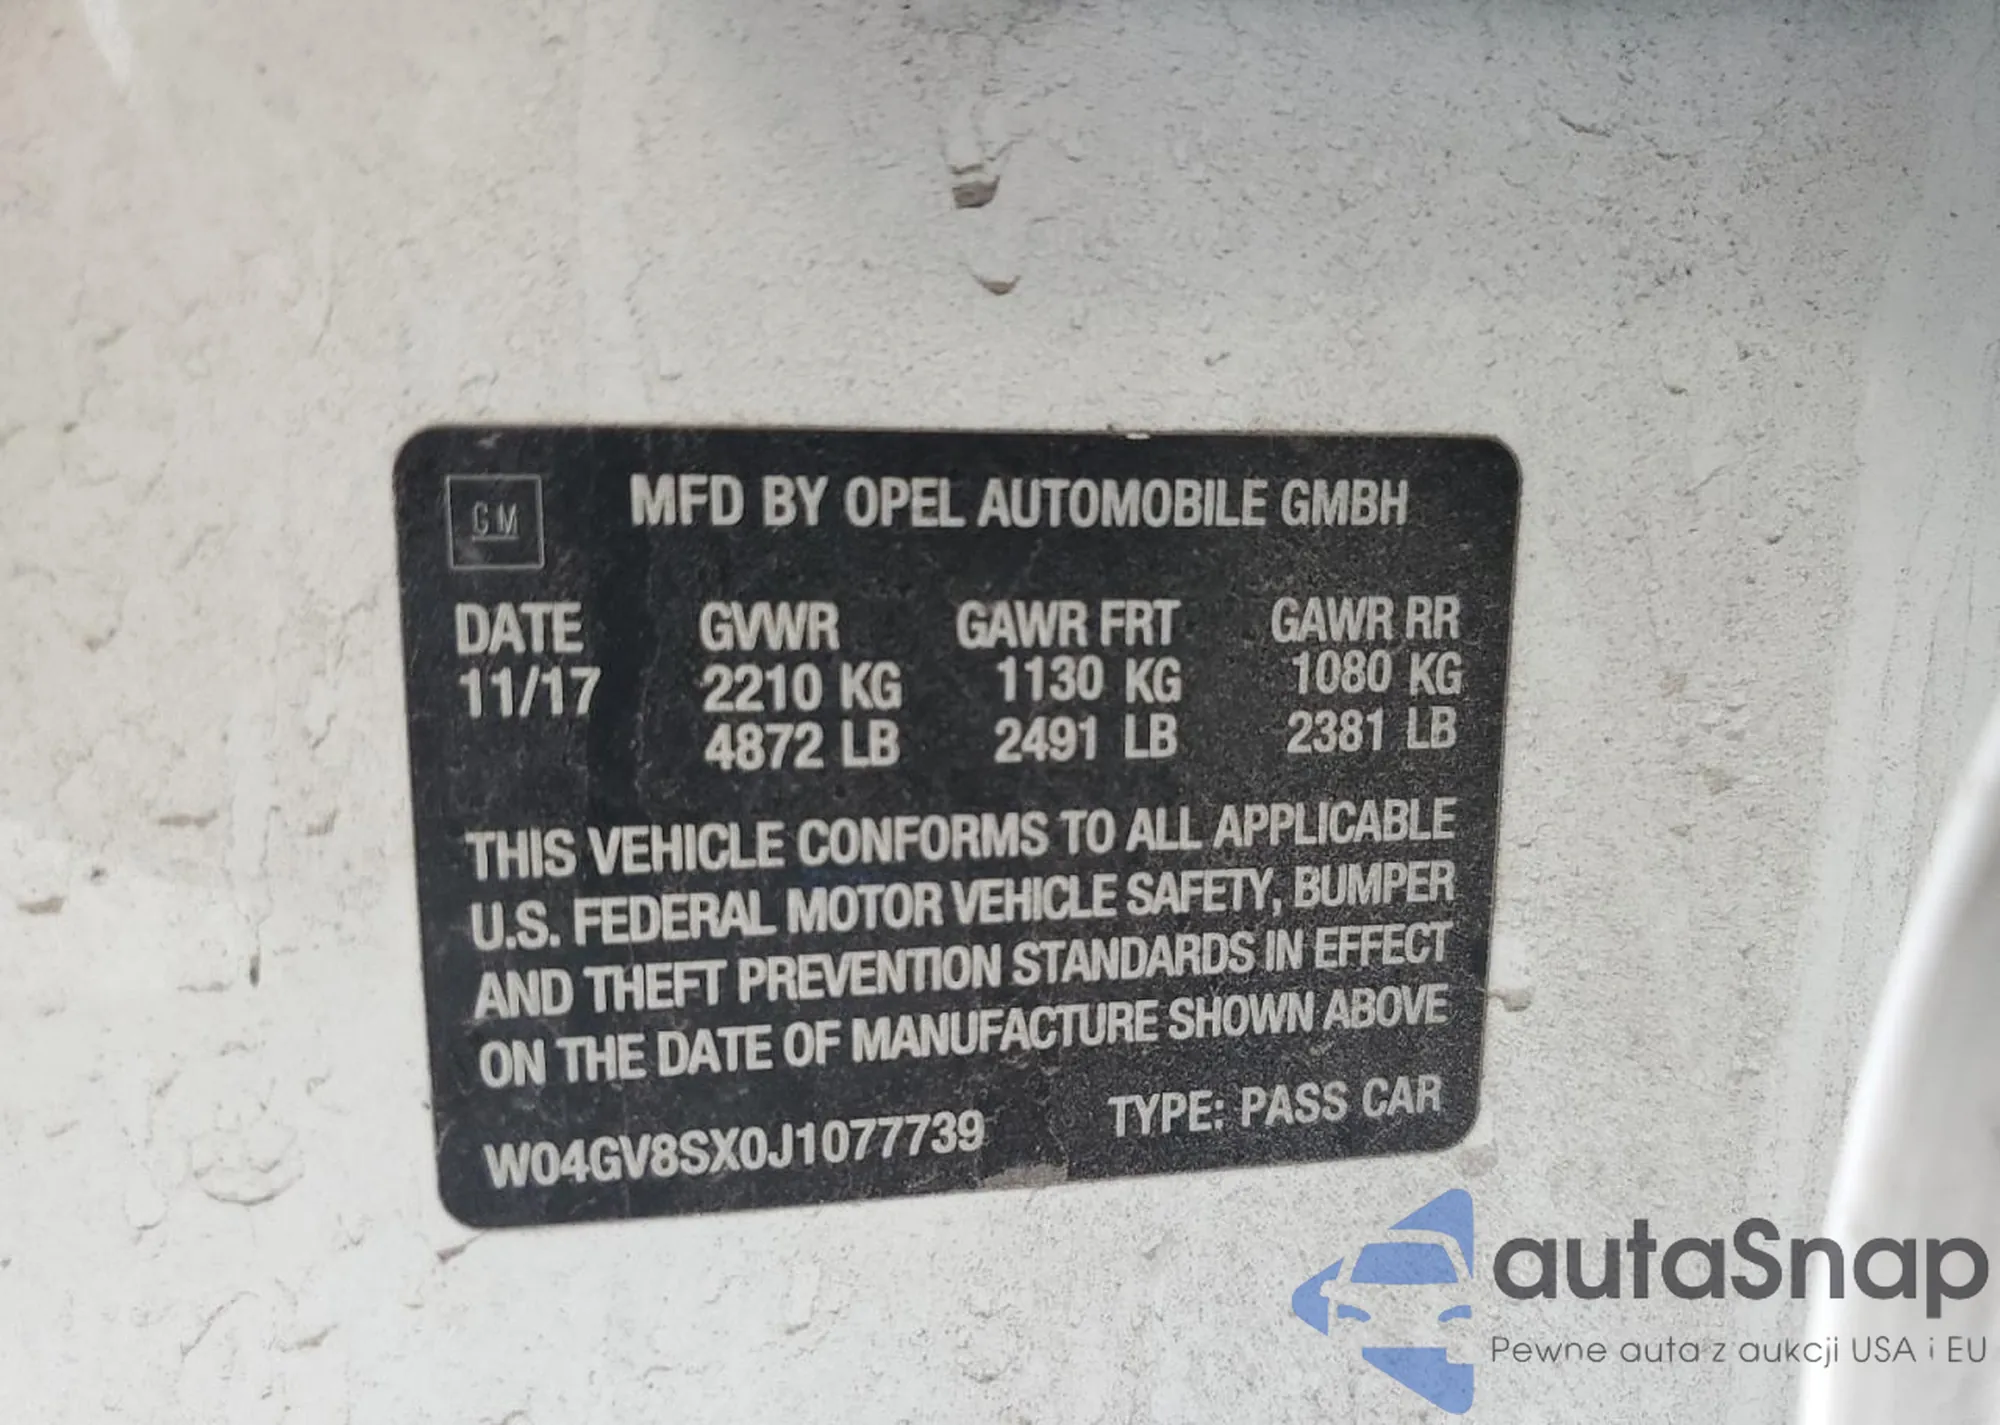 GM
MFD BY OPEL AUTOMOBILE GMBH
DATE GVWR GAWR FRT GAWR RR
11/17 2210 KG 1130 KG 1080 KG
4872 LB 2491 LB 2381 LB
THIS VEHICLE CONFORMS TO ALL APPLICABLE
U.S. FEDERAL MOTOR VEHICLE SAFETY, BUMPER
AND THEFT PREVENTION STANDARDS IN EFFECT
ON THE DATE OF MANUFACTURE SHOWN ABOVE
W04GV8SX0J1077739 TYPE: PASS CAR
autaSnap
Pewne auta z aukcji USA i EU